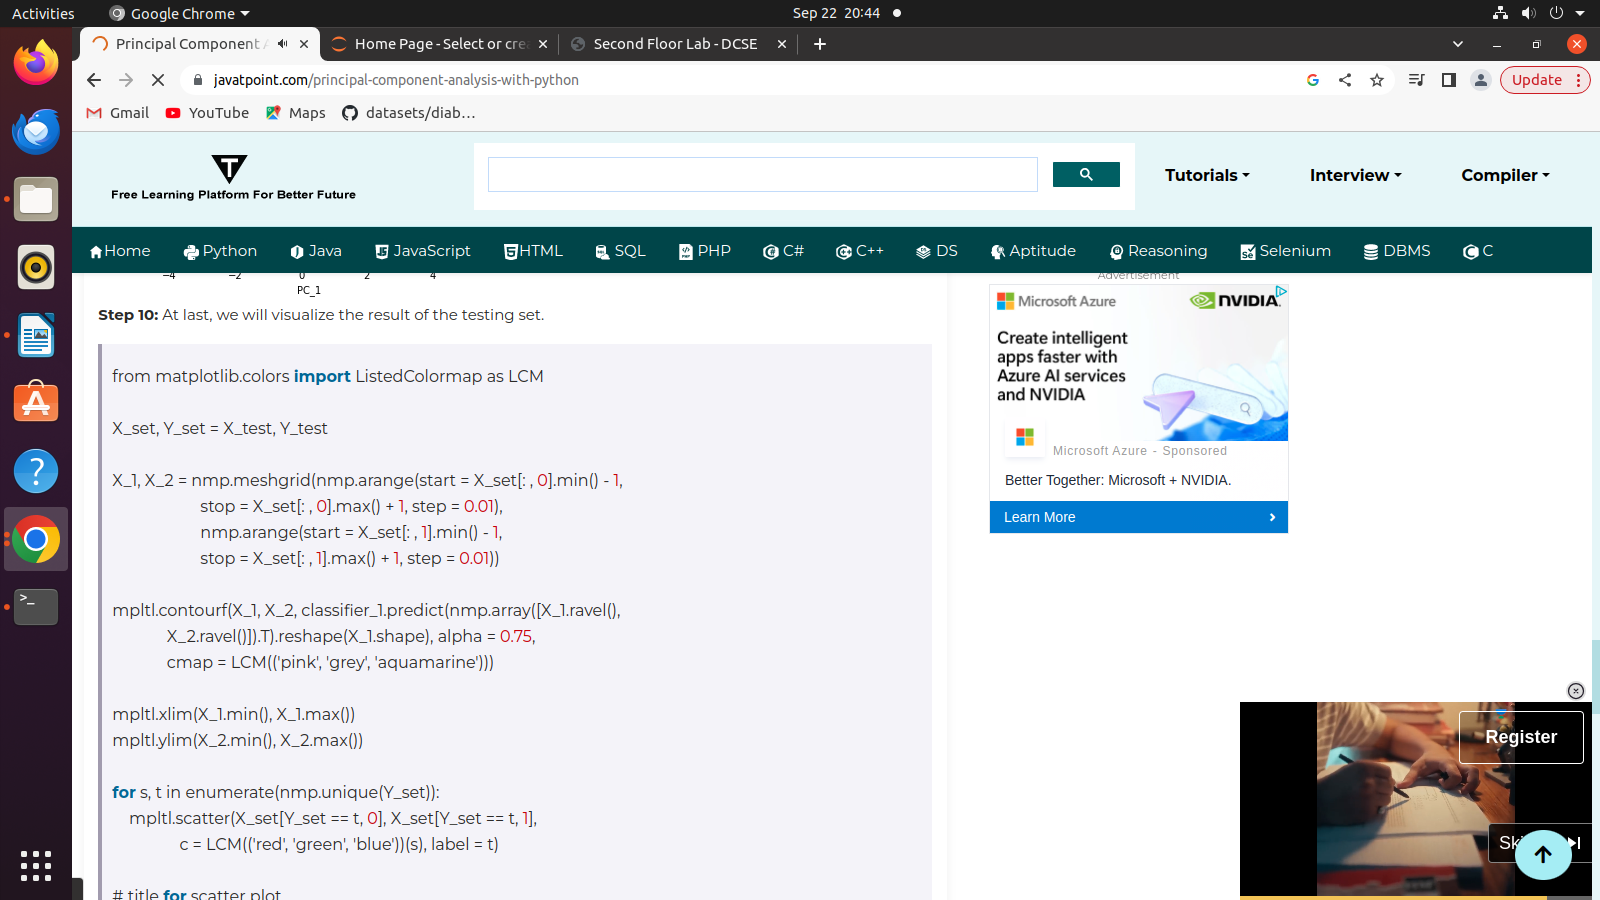 Activities
Google Chrome
Sep 22 20:44
Principal Component A
Home Page - Select or crea
Second Floor Lab - DCSE
javatpoint.com/principal-component-analysis-with-python
Update
Gmail
YouTube
Maps
datasets/diab…
T
Free Learning Platform For Better Future
Tutorials
Interview
Compiler
Home
Python
Java
JavaScript
HTML
SQL
PHP
C#
C++
DS
Aptitude
Reasoning
Selenium
DBMS
C
−4 −2 0 2 4
PC_1
Advertisement
Step 10: At last, we will visualize the result of the testing set.
from matplotlib.colors import ListedColormap as LCM
X_set, Y_set = X_test, Y_test
X_1, X_2 = nmp.meshgrid(nmp.arange(start = X_set[: , 0].min() - 1,
stop = X_set[: , 0].max() + 1, step = 0.01),
nmp.arange(start = X_set[: , 1].min() - 1,
stop = X_set[: , 1].max() + 1, step = 0.01))
mpltl.contourf(X_1, X_2, classifier_1.predict(nmp.array([X_1.ravel(),
X_2.ravel()]).T).reshape(X_1.shape), alpha = 0.75,
cmap = LCM(('pink', 'grey', 'aquamarine')))
mpltl.xlim(X_1.min(), X_1.max())
mpltl.ylim(X_2.min(), X_2.max())
for s, t in enumerate(nmp.unique(Y_set)):
mpltl.scatter(X_set[Y_set == t, 0], X_set[Y_set == t, 1],
c = LCM(('red', 'green', 'blue'))(s), label = t)
# title for scatter plot
Microsoft Azure
NVIDIA.
Create intelligent
apps faster with
Azure AI services
and NVIDIA
Microsoft Azure - Sponsored
Better Together: Microsoft + NVIDIA.
Learn More
Register